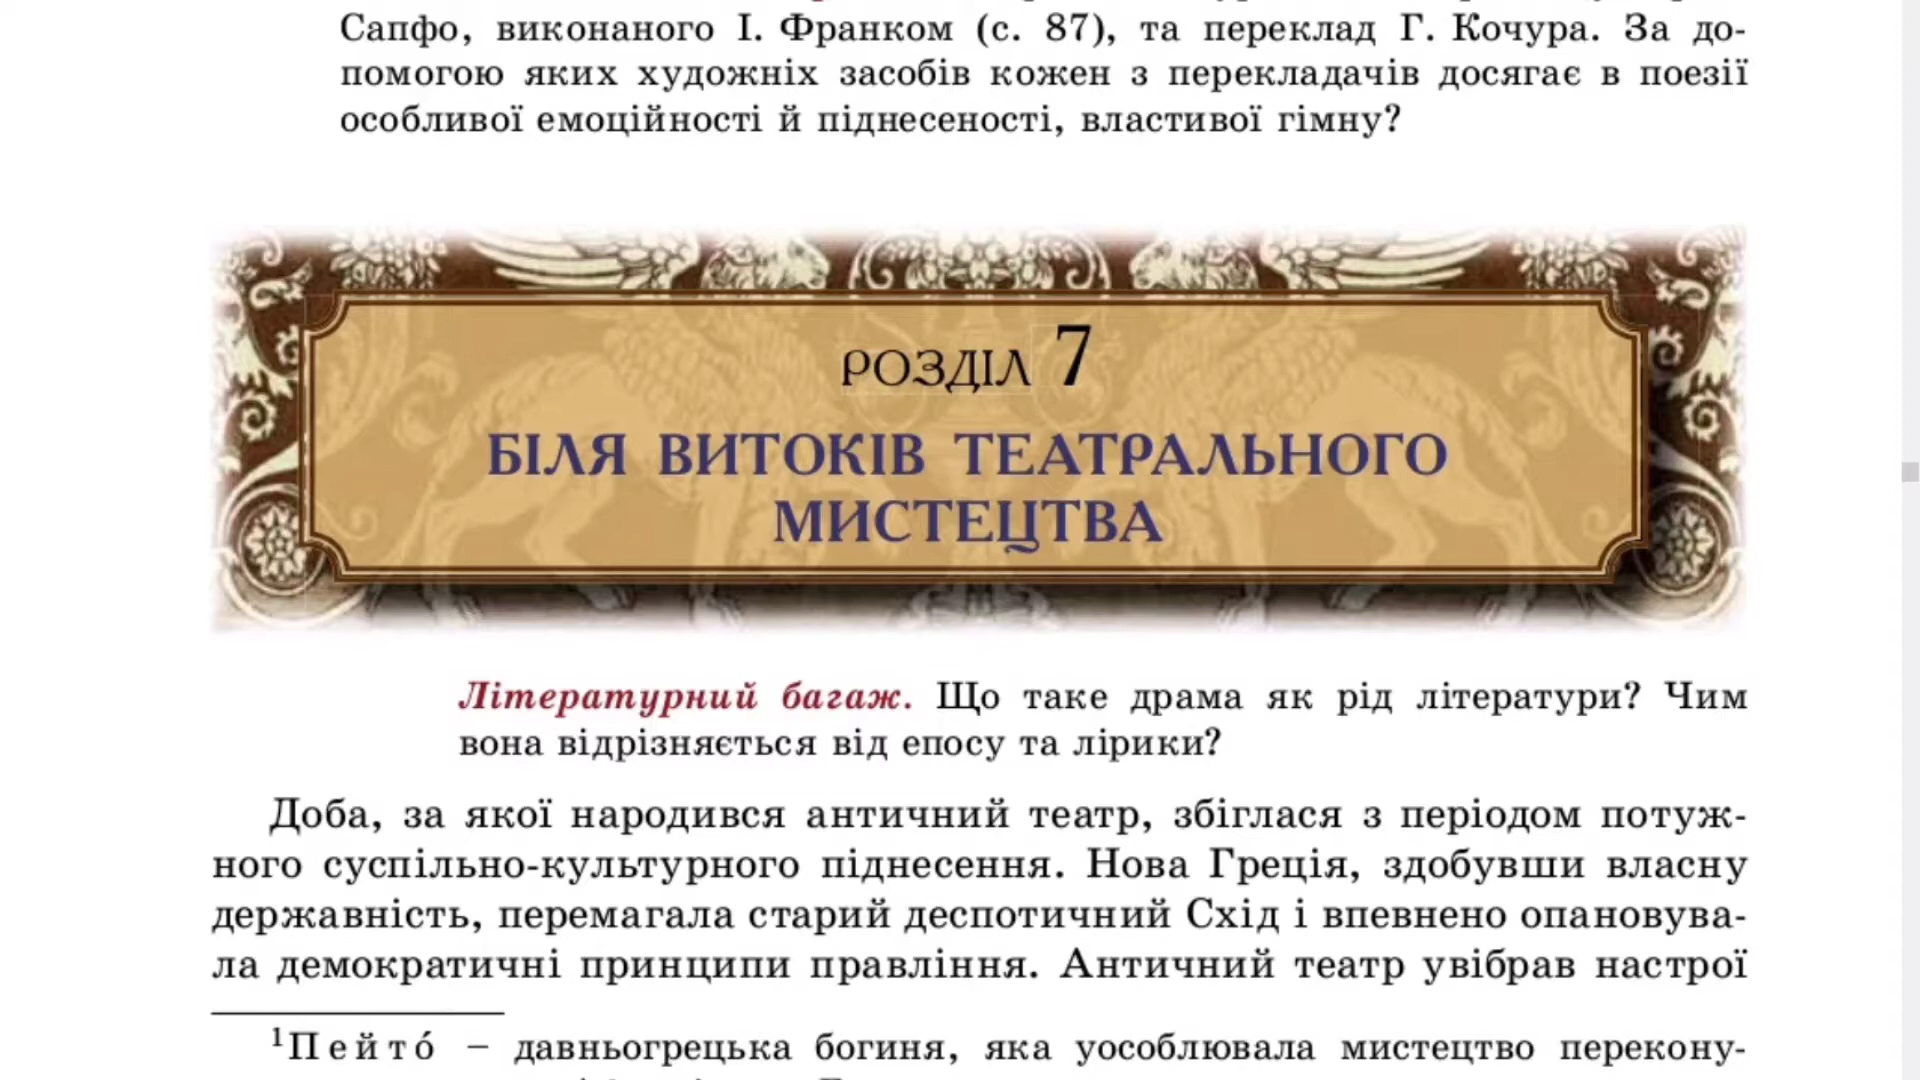 Сапфо, виконаного І. Франком (с. 87), та переклад Г. Кочура. За до-
помогою яких художніх засобів кожен з перекладачів досягає в поезії
особливої емоційності й піднесеності, властивої гімну?
РОЗДІЛ 7
БІЛЯ ВИТОКІВ ТЕАТРАЛЬНОГО
МИСТЕЦТВА
Літературний багаж. Що таке драма як рід літератури? Чим
вона відрізняється від епосу та лірики?
Доба, за якої народився античний театр, збіглася з періодом потуж-
ного суспільно-культурного піднесення. Нова Греція, здобувши власну
державність, перемагала старий деспотичний Схід і впевнено опановува-
ла демократичні принципи правління. Античний театр увібрав настрої
¹Пейто́ – давньогрецька богиня, яка уособлювала мистецтво перекону-